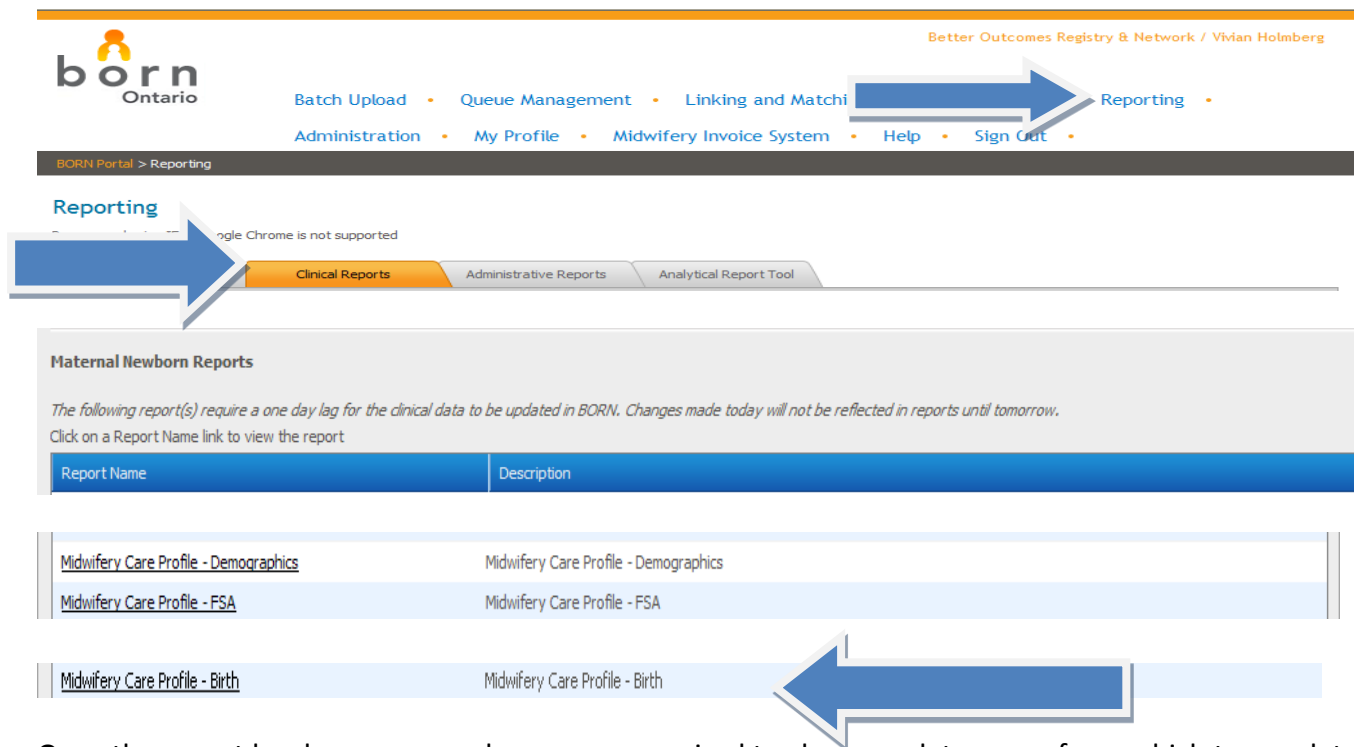 Better Outcomes Registry & Network / Vivian Holmberg
born
Ontario
Batch Upload • Queue Management • Linking and Matchi Reporting •
Administration • My Profile • Midwifery Invoice System • Help • Sign Out •
BORN Portal > Reporting
Reporting
Chrome is not supported
Clinical Reports Administrative Reports Analytical Report Tool
Maternal Newborn Reports
The following report(s) require a one day lag for the clinical data to be updated in BORN. Changes made today will not be reflected in reports until tomorrow.
Click on a Report Name link to view the report
Report Name Description
Midwifery Care Profile - Demographics Midwifery Care Profile - Demographics
Midwifery Care Profile - FSA Midwifery Care Profile - FSA
Midwifery Care Profile - Birth Midwifery Care Profile - Birth